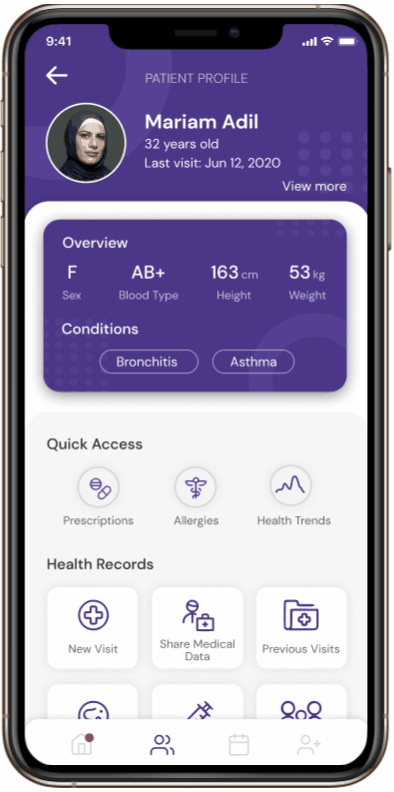 9:41
PATIENT PROFILE
Mariam Adil
32 years old
Last visit: Jun 12, 2020
View more
Overview
F AB+ 163 cm 53 kg
Sex Blood Type Height Weight
Conditions
Bronchitis Asthma
Quick Access
Prescriptions Allergies Health Trends
Health Records
New Visit Share Medical Previous Visits
Data